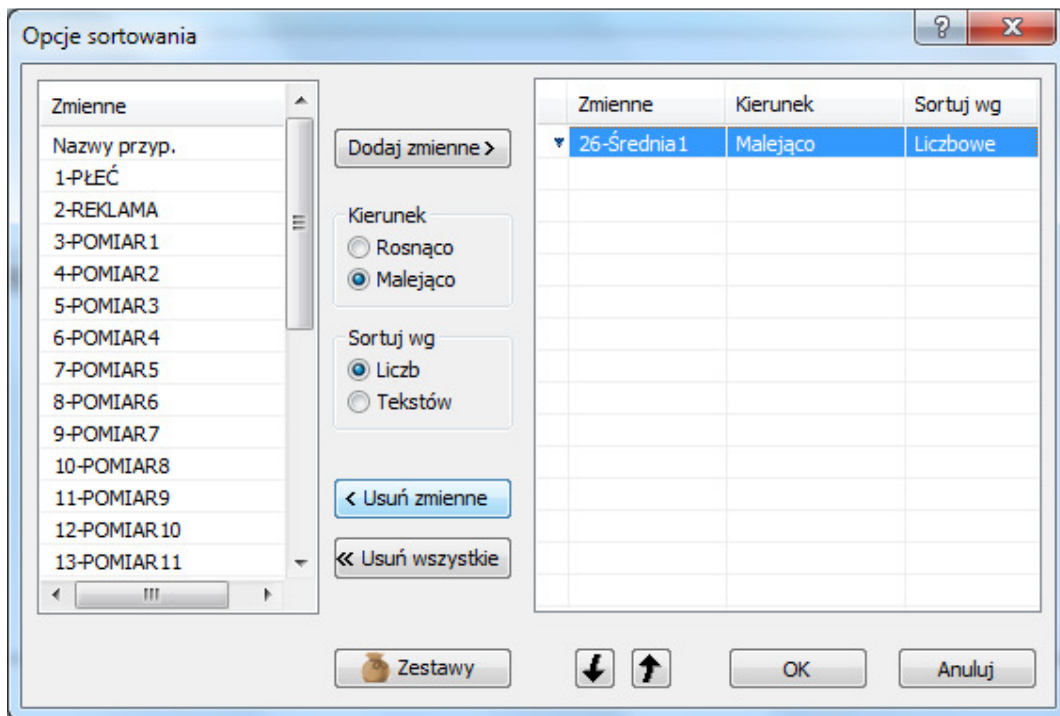 Opcje sortowania
?
Zmienne
Nazwy przyp.
1-PŁEĆ
2-REKLAMA
3-POMIAR1
4-POMIAR2
5-POMIAR3
6-POMIAR4
7-POMIAR5
8-POMIAR6
9-POMIAR7
10-POMIAR8
11-POMIAR9
12-POMIAR10
13-POMIAR11
Dodaj zmienne >
Kierunek
Rosnąco
Malejąco
Sortuj wg
Liczb
Tekstów
< Usuń zmienne
<< Usuń wszystkie
Zestawy
Zmienne Kierunek Sortuj wg
26-Średnia1 Malejąco Liczbowe
OK
Anuluj